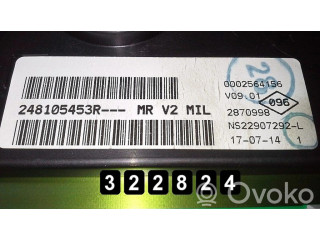 0002564156
V09.01
096
248105453R--- MR V2 MIL
2870998
NS22907292-L
17-07-14 1
322824
Ovoko